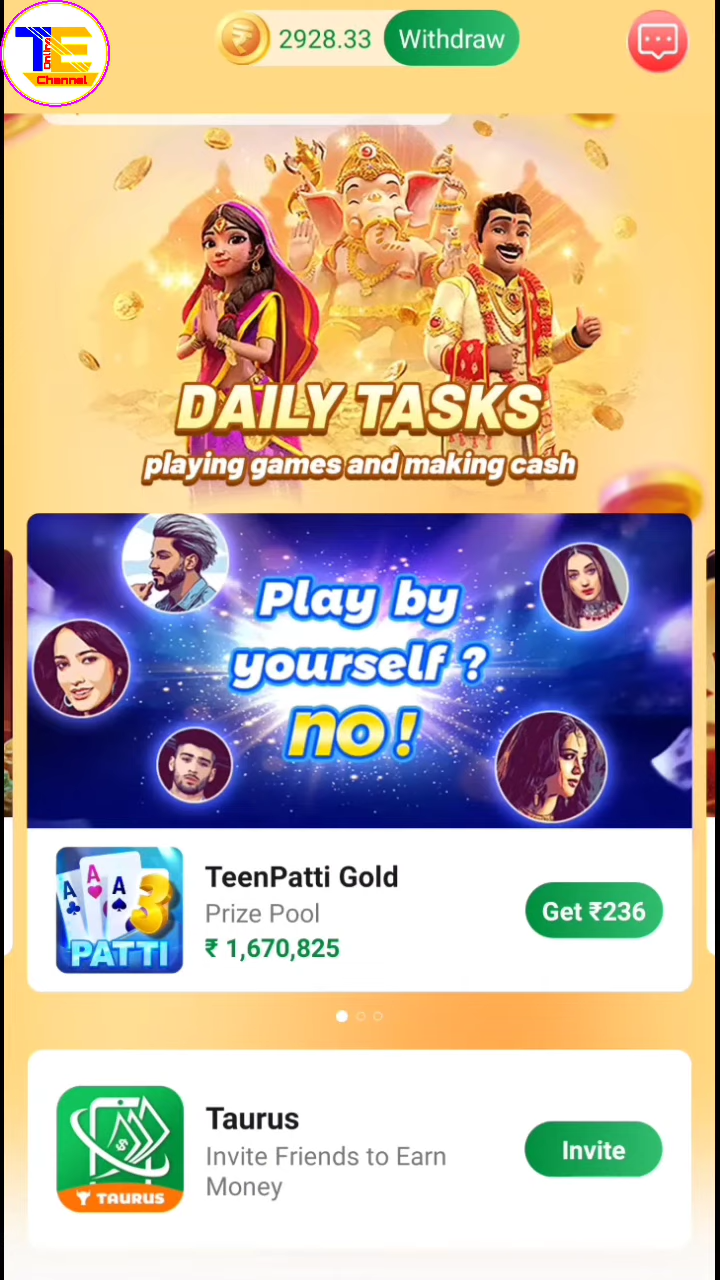 TE
Online
Channel
2928.33
Withdraw
DAILY TASKS
playing games and making cash
Play by
yourself ?
no!
A A A 3
PATTI
TeenPatti Gold
Prize Pool
₹ 1,670,825
Get ₹236
$
TAURUS
Taurus
Invite Friends to Earn
Money
Invite